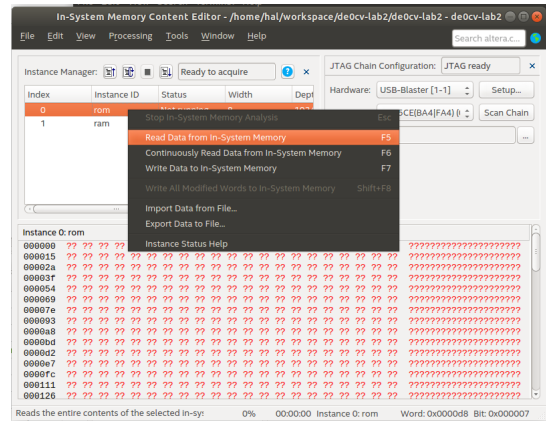 In-System Memory Content Editor - /home/hal/workspace/de0cv-lab2/de0cv-lab2 - de0cv-lab2
File Edit View Processing Tools Window Help
Search altera.c...
Instance Manager: Ready to acquire
JTAG Chain Configuration: JTAG ready
Hardware: USB-Blaster [1-1] Setup...
Index Instance ID Status Width Dept
0 rom Not running 8
1 ram
5CE(BA4|FA4) Scan Chain
...
Stop In-System Memory Analysis Esc
Read Data from In-System Memory F5
Continuously Read Data from In-System Memory F6
Write Data to In-System Memory F7
Write All Modified Words to In-System Memory Shift+F8
Import Data from File...
Export Data to File...
Instance Status Help
Instance 0: rom
000000 ?? ?? ?? ?? ?? ?? ?? ?? ?? ?? ?? ?? ?? ?? ?? ?? ?? ?? ?? ?? ?? ?????????????????????
000015 ?? ?? ?? ?? ?? ?? ?? ?? ?? ?? ?? ?? ?? ?? ?? ?? ?? ?? ?? ?? ?? ?????????????????????
00002a ?? ?? ?? ?? ?? ?? ?? ?? ?? ?? ?? ?? ?? ?? ?? ?? ?? ?? ?? ?? ?? ?????????????????????
00003f ?? ?? ?? ?? ?? ?? ?? ?? ?? ?? ?? ?? ?? ?? ?? ?? ?? ?? ?? ?? ?? ?????????????????????
000054 ?? ?? ?? ?? ?? ?? ?? ?? ?? ?? ?? ?? ?? ?? ?? ?? ?? ?? ?? ?? ?? ?????????????????????
000069 ?? ?? ?? ?? ?? ?? ?? ?? ?? ?? ?? ?? ?? ?? ?? ?? ?? ?? ?? ?? ?? ?????????????????????
00007e ?? ?? ?? ?? ?? ?? ?? ?? ?? ?? ?? ?? ?? ?? ?? ?? ?? ?? ?? ?? ?? ?????????????????????
000093 ?? ?? ?? ?? ?? ?? ?? ?? ?? ?? ?? ?? ?? ?? ?? ?? ?? ?? ?? ?? ?? ?????????????????????
0000a8 ?? ?? ?? ?? ?? ?? ?? ?? ?? ?? ?? ?? ?? ?? ?? ?? ?? ?? ?? ?? ?? ?????????????????????
0000bd ?? ?? ?? ?? ?? ?? ?? ?? ?? ?? ?? ?? ?? ?? ?? ?? ?? ?? ?? ?? ?? ?????????????????????
0000d2 ?? ?? ?? ?? ?? ?? ?? ?? ?? ?? ?? ?? ?? ?? ?? ?? ?? ?? ?? ?? ?? ?????????????????????
0000e7 ?? ?? ?? ?? ?? ?? ?? ?? ?? ?? ?? ?? ?? ?? ?? ?? ?? ?? ?? ?? ?? ?????????????????????
0000fc ?? ?? ?? ?? ?? ?? ?? ?? ?? ?? ?? ?? ?? ?? ?? ?? ?? ?? ?? ?? ?? ?????????????????????
000111 ?? ?? ?? ?? ?? ?? ?? ?? ?? ?? ?? ?? ?? ?? ?? ?? ?? ?? ?? ?? ?? ?????????????????????
000126 ?? ?? ?? ?? ?? ?? ?? ?? ?? ?? ?? ?? ?? ?? ?? ?? ?? ?? ?? ?? ?? ?????????????????????
Reads the entire contents of the selected in-sy: 0% 00:00:00 Instance 0: rom Word: 0x0000d8 Bit: 0x000007